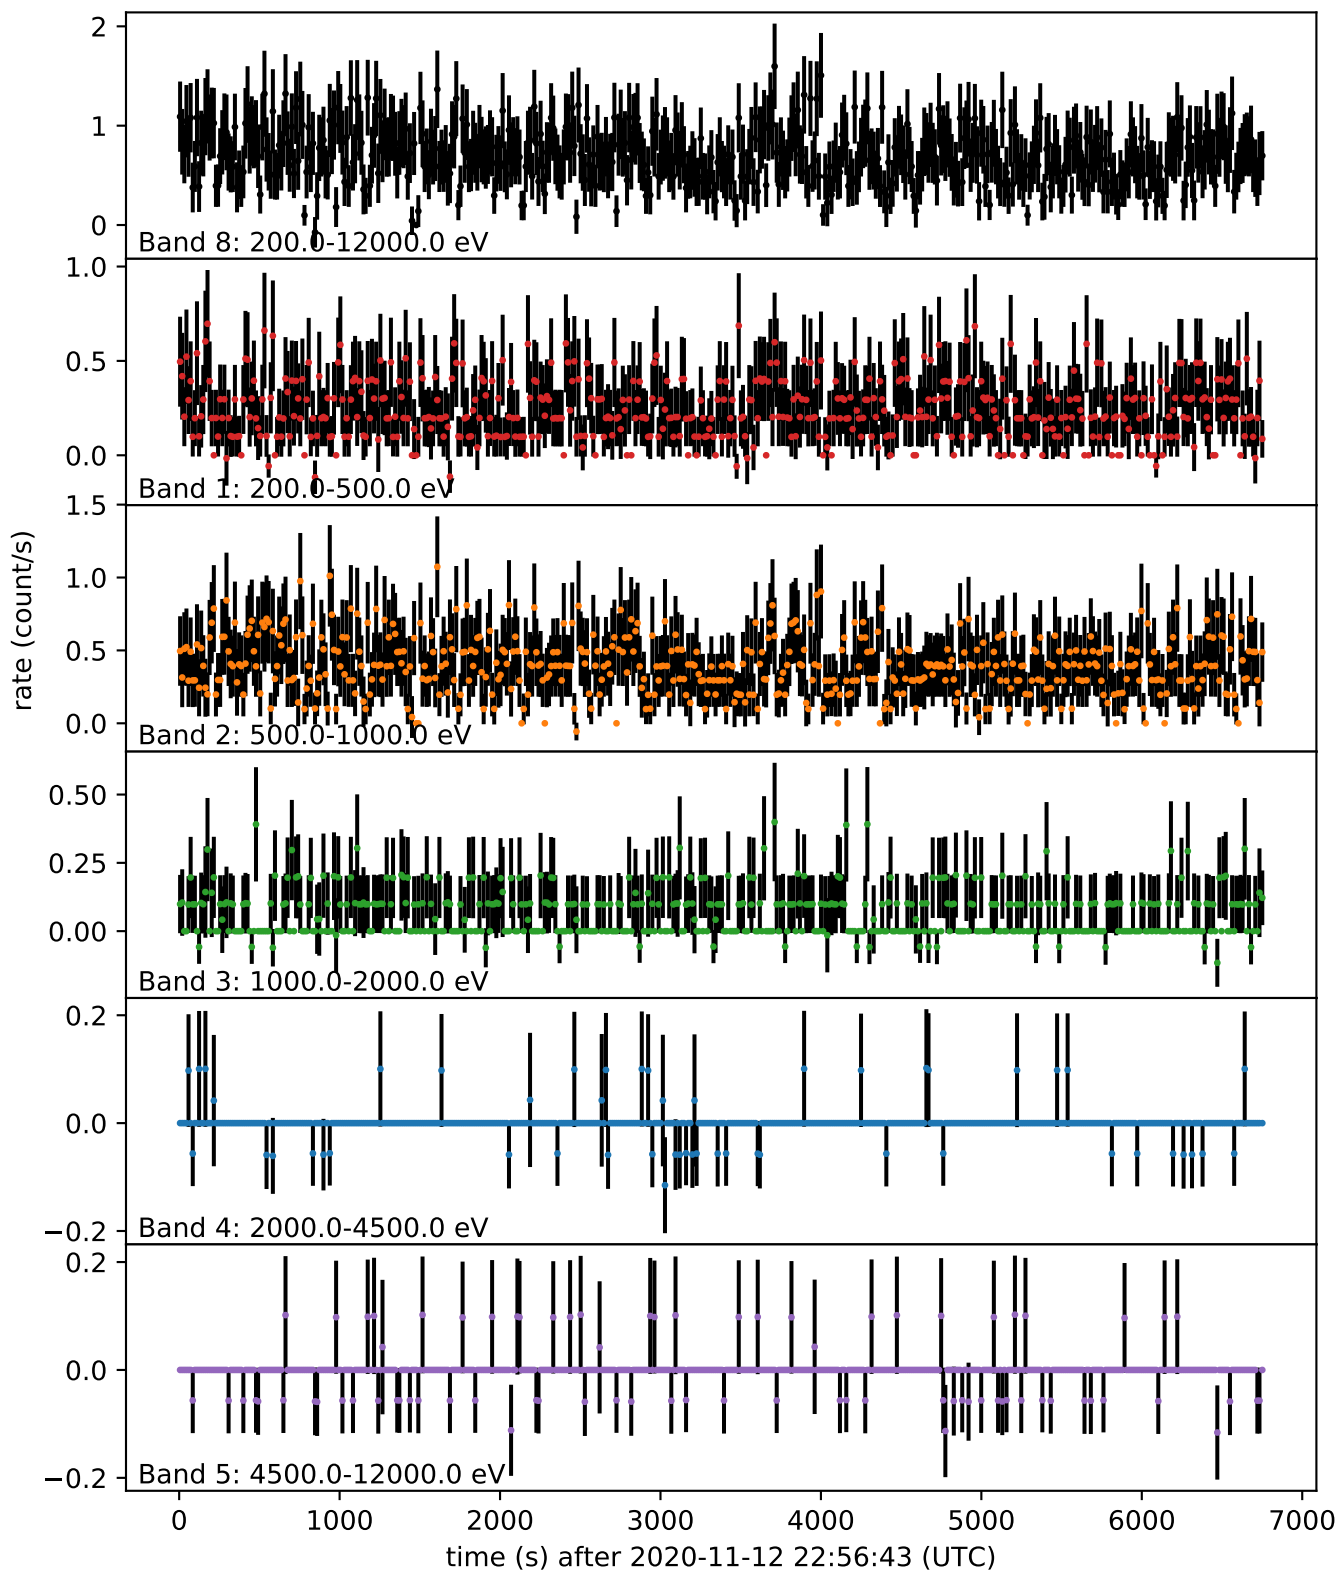 2
1
0
Band 8: 200.0-12000.0 eV
1.0
0.5
0.0
Band 1: 200.0-500.0 eV
1.5
1.0
0.5
0.0
Band 2: 500.0-1000.0 eV
rate (count/s)
0.50
0.25
0.00
Band 3: 1000.0-2000.0 eV
0.2
0.0
−0.2
Band 4: 2000.0-4500.0 eV
0.2
0.0
−0.2
Band 5: 4500.0-12000.0 eV
0 1000 2000 3000 4000 5000 6000 7000
time (s) after 2020-11-12 22:56:43 (UTC)